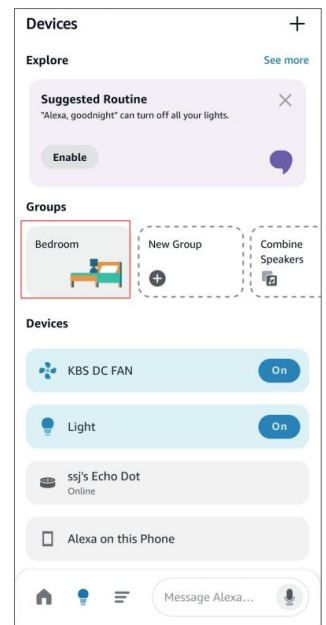 Devices
Explore
See more
Suggested Routine
"Alexa, goodnight" can turn off all your lights.
Enable
Groups
Bedroom
New Group
Combine
Speakers
Devices
KBS DC FAN
On
Light
On
ssj's Echo Dot
Online
Alexa on this Phone
Message Alexa...